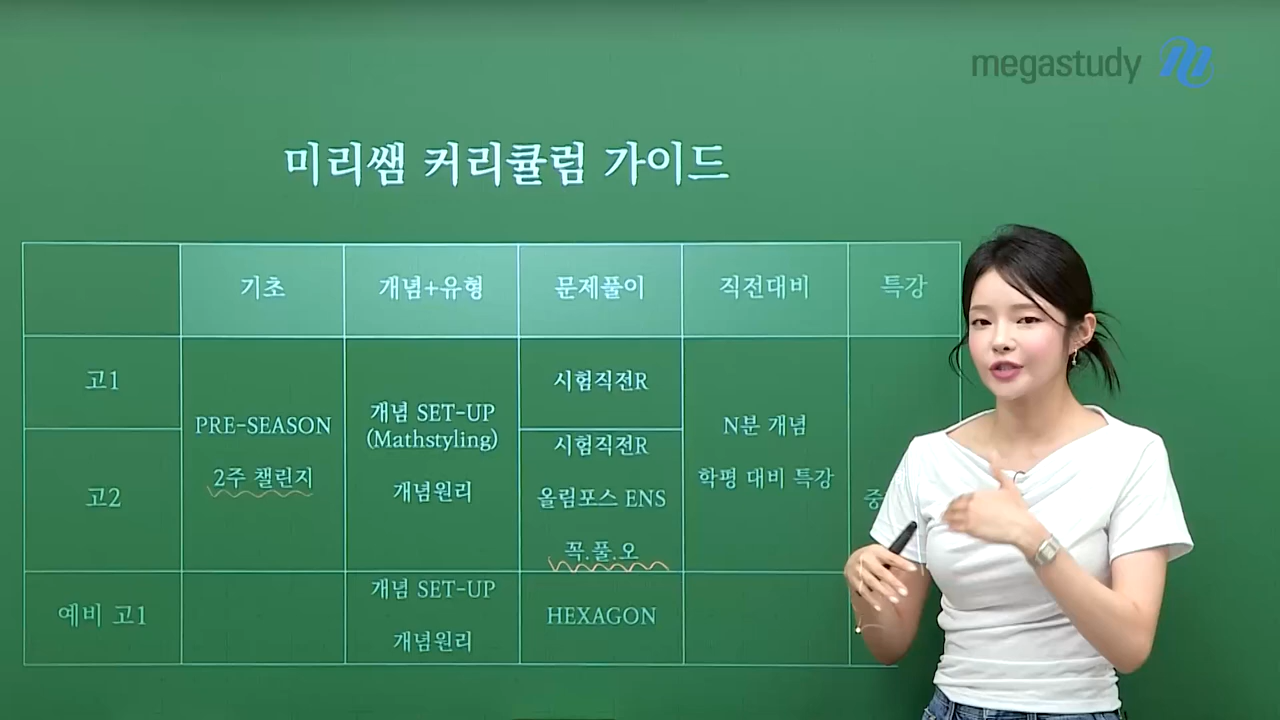 megastudy
미리쌤 커리큘럼 가이드
기초 개념+유형 문제풀이 직전대비 특강
고1
PRE-SEASON
2주 챌린지
개념 SET-UP
(Mathstyling)
개념원리
시험직전R
N분 개념
학평 대비 특강
고2
시험직전R
올림포스 ENS
꼭.풀.오
중
예비 고1
개념 SET-UP
개념원리
HEXAGON